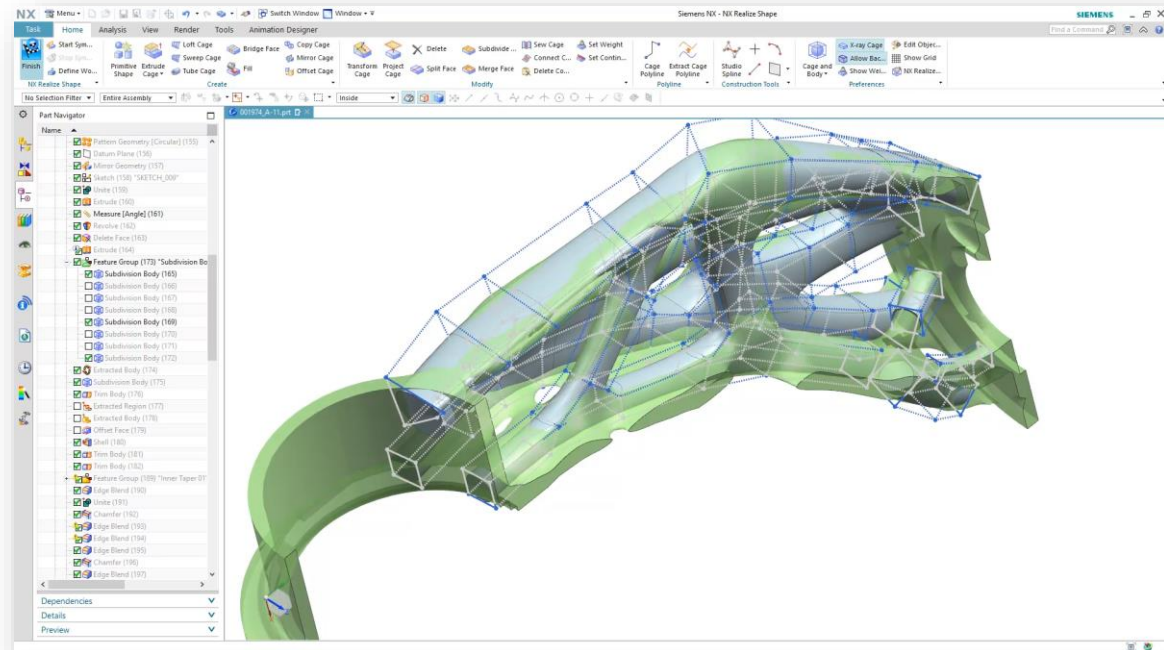 NX Menu Switch Window Window
Siemens NX - NX Realize Shape
SIEMENS
Task Home Analysis View Render Tools Animation Designer
Find a Command
Finish
Start Sym...
Stop Sym...
Define Wo...
NX Realize Shape
Primitive Shape
Extrude Cage
Loft Cage
Sweep Cage
Tube Cage
Bridge Face
Fill
Copy Cage
Mirror Cage
Offset Cage
Create
Transform Cage
Project Cage
Delete
Split Face
Subdivide ...
Merge Face
Sew Cage
Connect C...
Delete Co...
Set Weight
Set Contin...
Modify
Cage Polyline
Extract Cage Polyline
Polyline
Studio Spline
Construction Tools
Cage and Body
X-ray Cage
Allow Bac...
Show Wei...
Edit Objec...
Show Grid
NX Realize...
Preferences
No Selection Filter Entire Assembly Inside
Part Navigator
001974_A-11.prt
Name
Pattern Geometry [Circular] (155)
Datum Plane (156)
Mirror Geometry (157)
Sketch (158) "SKETCH_009"
Unite (159)
Extrude (160)
Measure [Angle] (161)
Revolve (162)
Delete Face (163)
Extrude (164)
Feature Group (173) "Subdivision Bo
Subdivision Body (165)
Subdivision Body (166)
Subdivision Body (167)
Subdivision Body (168)
Subdivision Body (169)
Subdivision Body (170)
Subdivision Body (171)
Subdivision Body (172)
Extracted Body (174)
Subdivision Body (175)
Trim Body (176)
Extracted Region (177)
Extracted Body (178)
Offset Face (179)
Shell (180)
Trim Body (181)
Trim Body (182)
Feature Group (189) "Inner Taper 01"
Edge Blend (190)
Unite (191)
Chamfer (192)
Edge Blend (193)
Edge Blend (194)
Edge Blend (195)
Chamfer (196)
Edge Blend (197)
Dependencies
Details
Preview